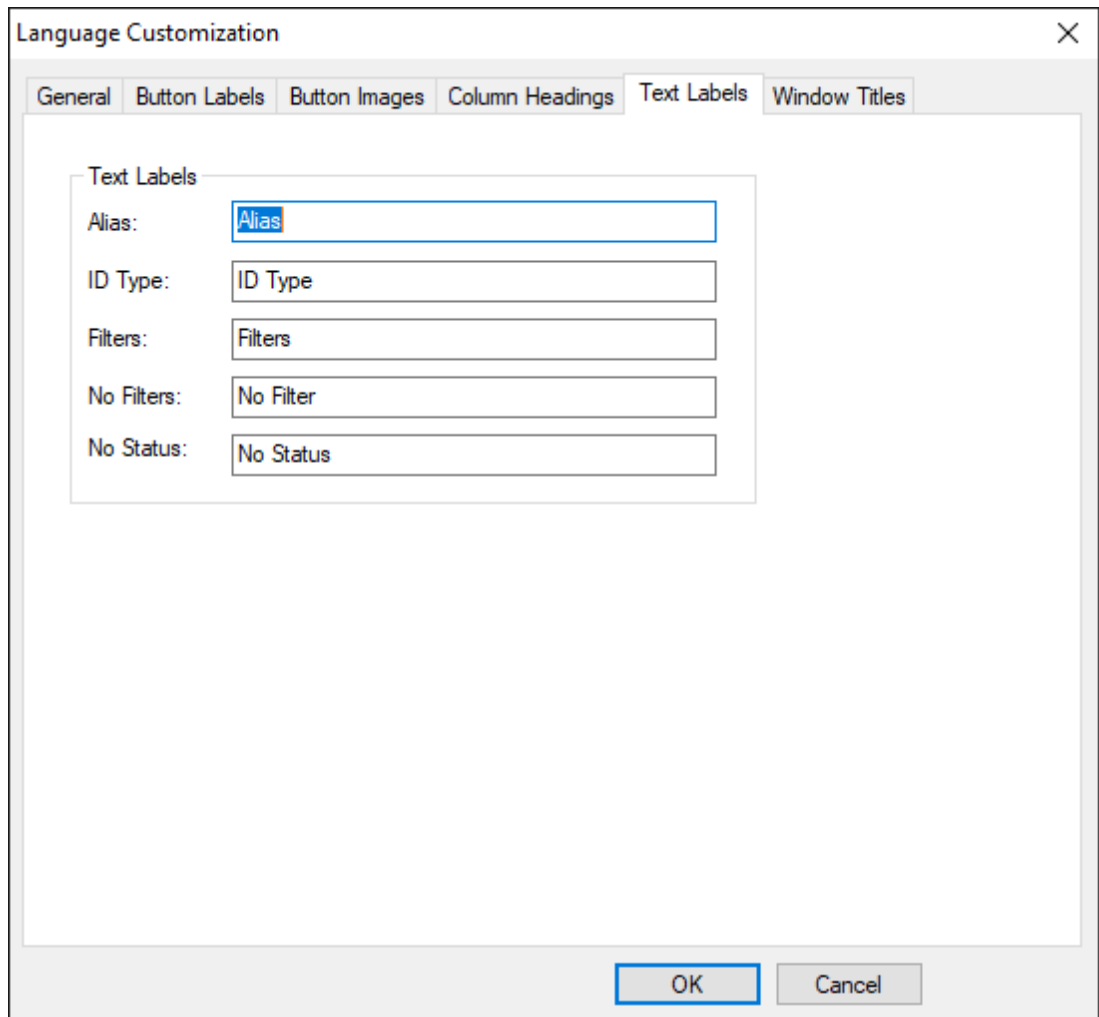 Language Customization
General Button Labels Button Images Column Headings Text Labels Window Titles
Text Labels
Alias: Alias
ID Type: ID Type
Filters: Filters
No Filters: No Filter
No Status: No Status
OK Cancel